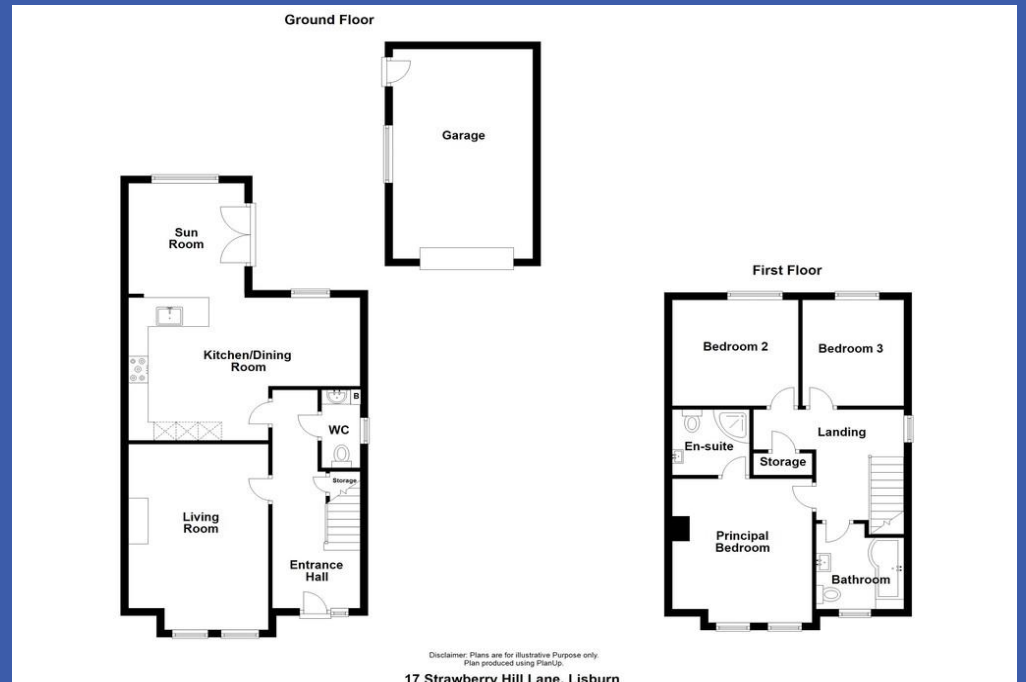 Ground Floor
Garage
Sun
Room
Kitchen/Dining
Room
B
WC
Storage
Living
Room
Entrance
Hall
First Floor
Bedroom 2
Bedroom 3
Landing
En-suite
Storage
Principal
Bedroom
Bathroom
Disclaimer: Plans are for illustrative Purpose only.
Plan produced using PlanUp.
17 Strawberry Hill Lane, Lisburn